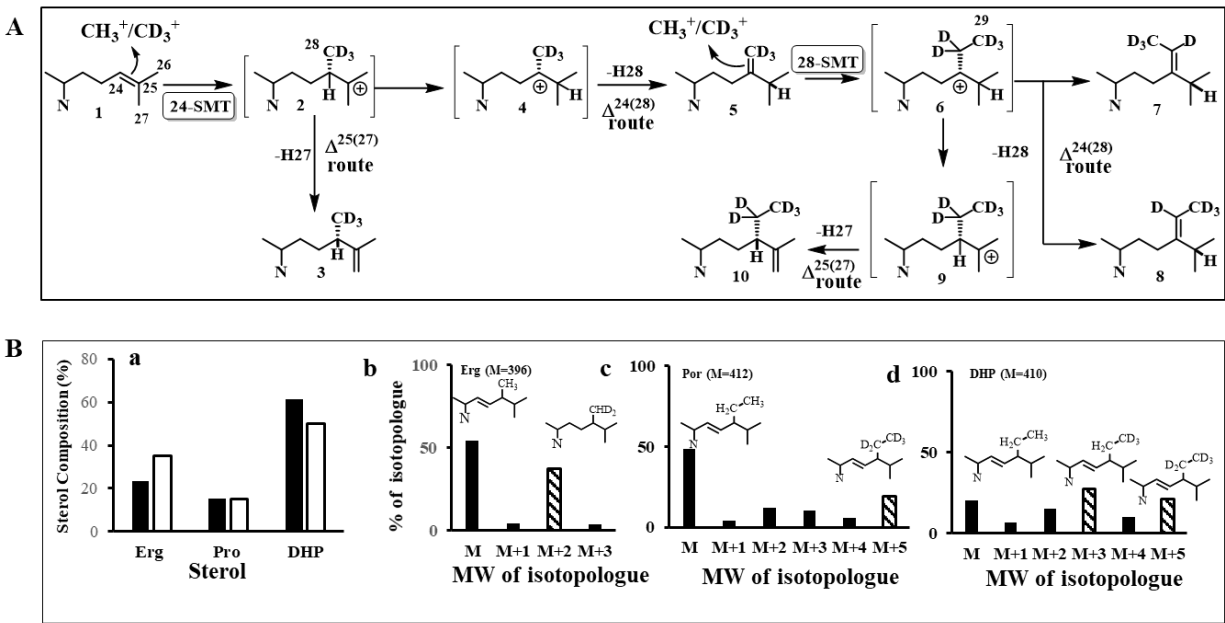 A
CH3+/CD3+
26
24
25
27
N
1
24-SMT
28
CD3
H
N
2
-H27
Δ25(27)
route
CD3
H
N
3
CD3
H
N
4
-H28
Δ24(28)
route
CH3+/CD3+
CD3
H
N
5
28-SMT
29
D
D
CD3
H
N
6
D3C
D
H
N
7
-H28
Δ24(28)
route
D
CD3
H
N
8
D
D
CD3
H
N
9
-H27
Δ25(27)
route
D
D
CD3
H
N
10
B
a
Sterol Composition (%)
80
60
40
20
0
Erg
Pro
DHP
Sterol
b
% of isotopologue
100
50
0
Erg (M=396)
CH3
N
CHD2
N
M
M+1
M+2
M+3
MW of isotopologue
c
100
50
0
Por (M=412)
H2C-CH3
N
D2C-CD3
N
M
M+1
M+2
M+3
M+4
M+5
MW of isotopologue
d
100
50
0
DHP (M=410)
H2C-CH3
N
H2C-CD3
N
D2C-CD3
N
M
M+1
M+2
M+3
M+4
M+5
MW of isotopologue